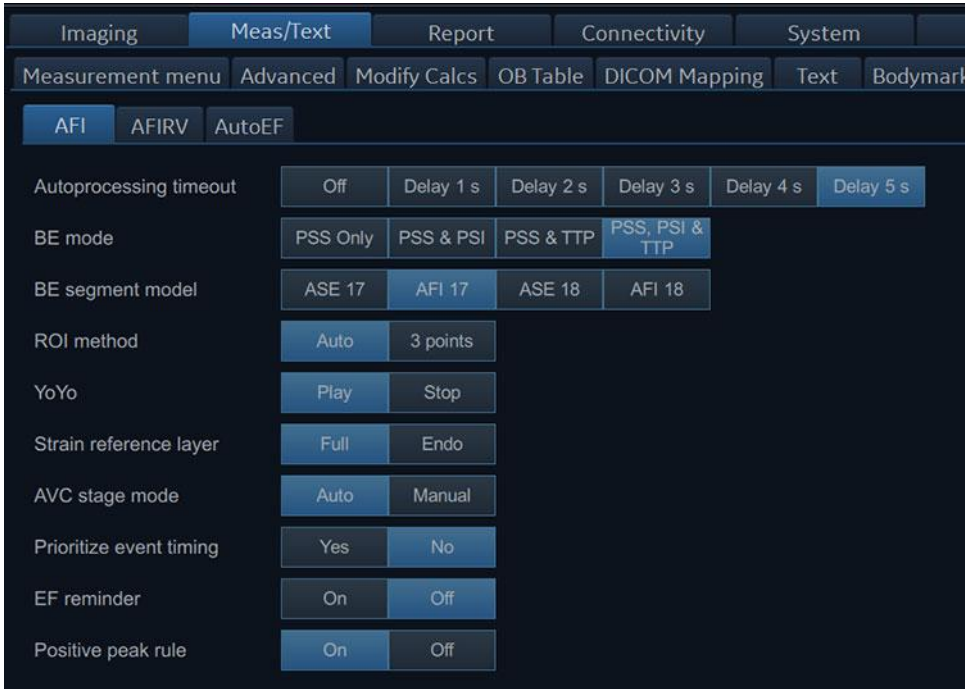 Imaging Meas/Text Report Connectivity System
Measurement menu Advanced Modify Calcs OB Table DICOM Mapping Text Bodymark
AFI AFIRV AutoEF
Autoprocessing timeout Off Delay 1 s Delay 2 s Delay 3 s Delay 4 s Delay 5 s
BE mode PSS Only PSS & PSI PSS & TTP PSS, PSI & TTP
BE segment model ASE 17 AFI 17 ASE 18 AFI 18
ROI method Auto 3 points
YoYo Play Stop
Strain reference layer Full Endo
AVC stage mode Auto Manual
Prioritize event timing Yes No
EF reminder On Off
Positive peak rule On Off